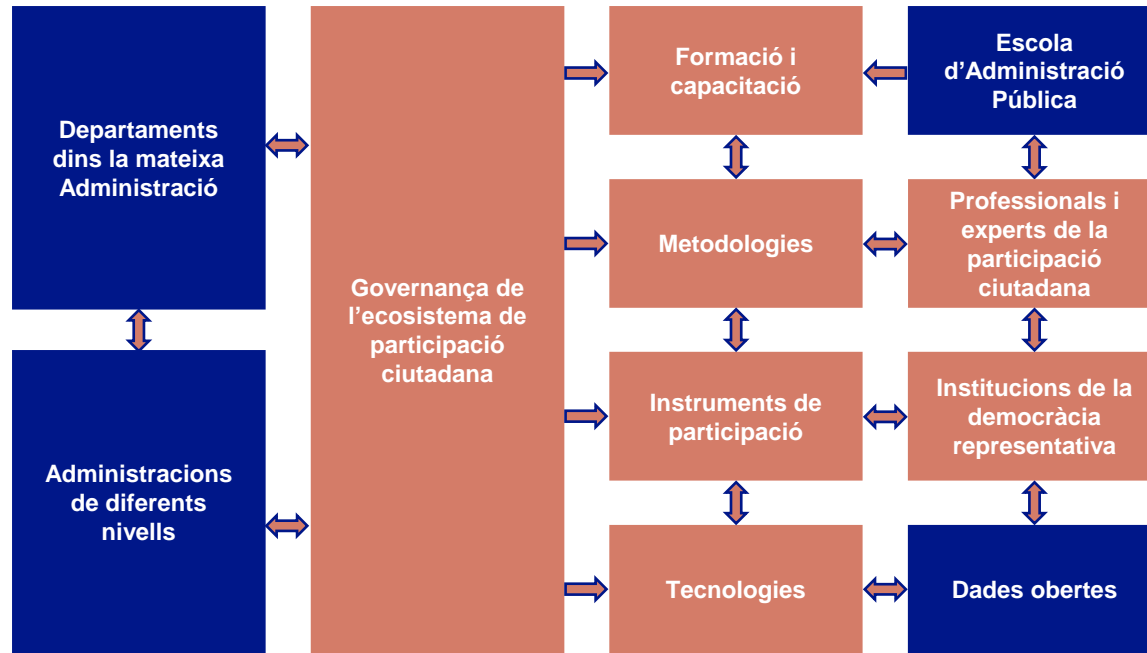 Departaments
dins la mateixa
Administració
Administracions
de diferents
nivells
Governança de
l’ecosistema de
participació
ciutadana
Formació i
capacitació
Metodologies
Instruments de
participació
Tecnologies
Escola
d’Administració
Pública
Professionals i
experts de la
participació
ciutadana
Institucions de la
democràcia
representativa
Dades obertes